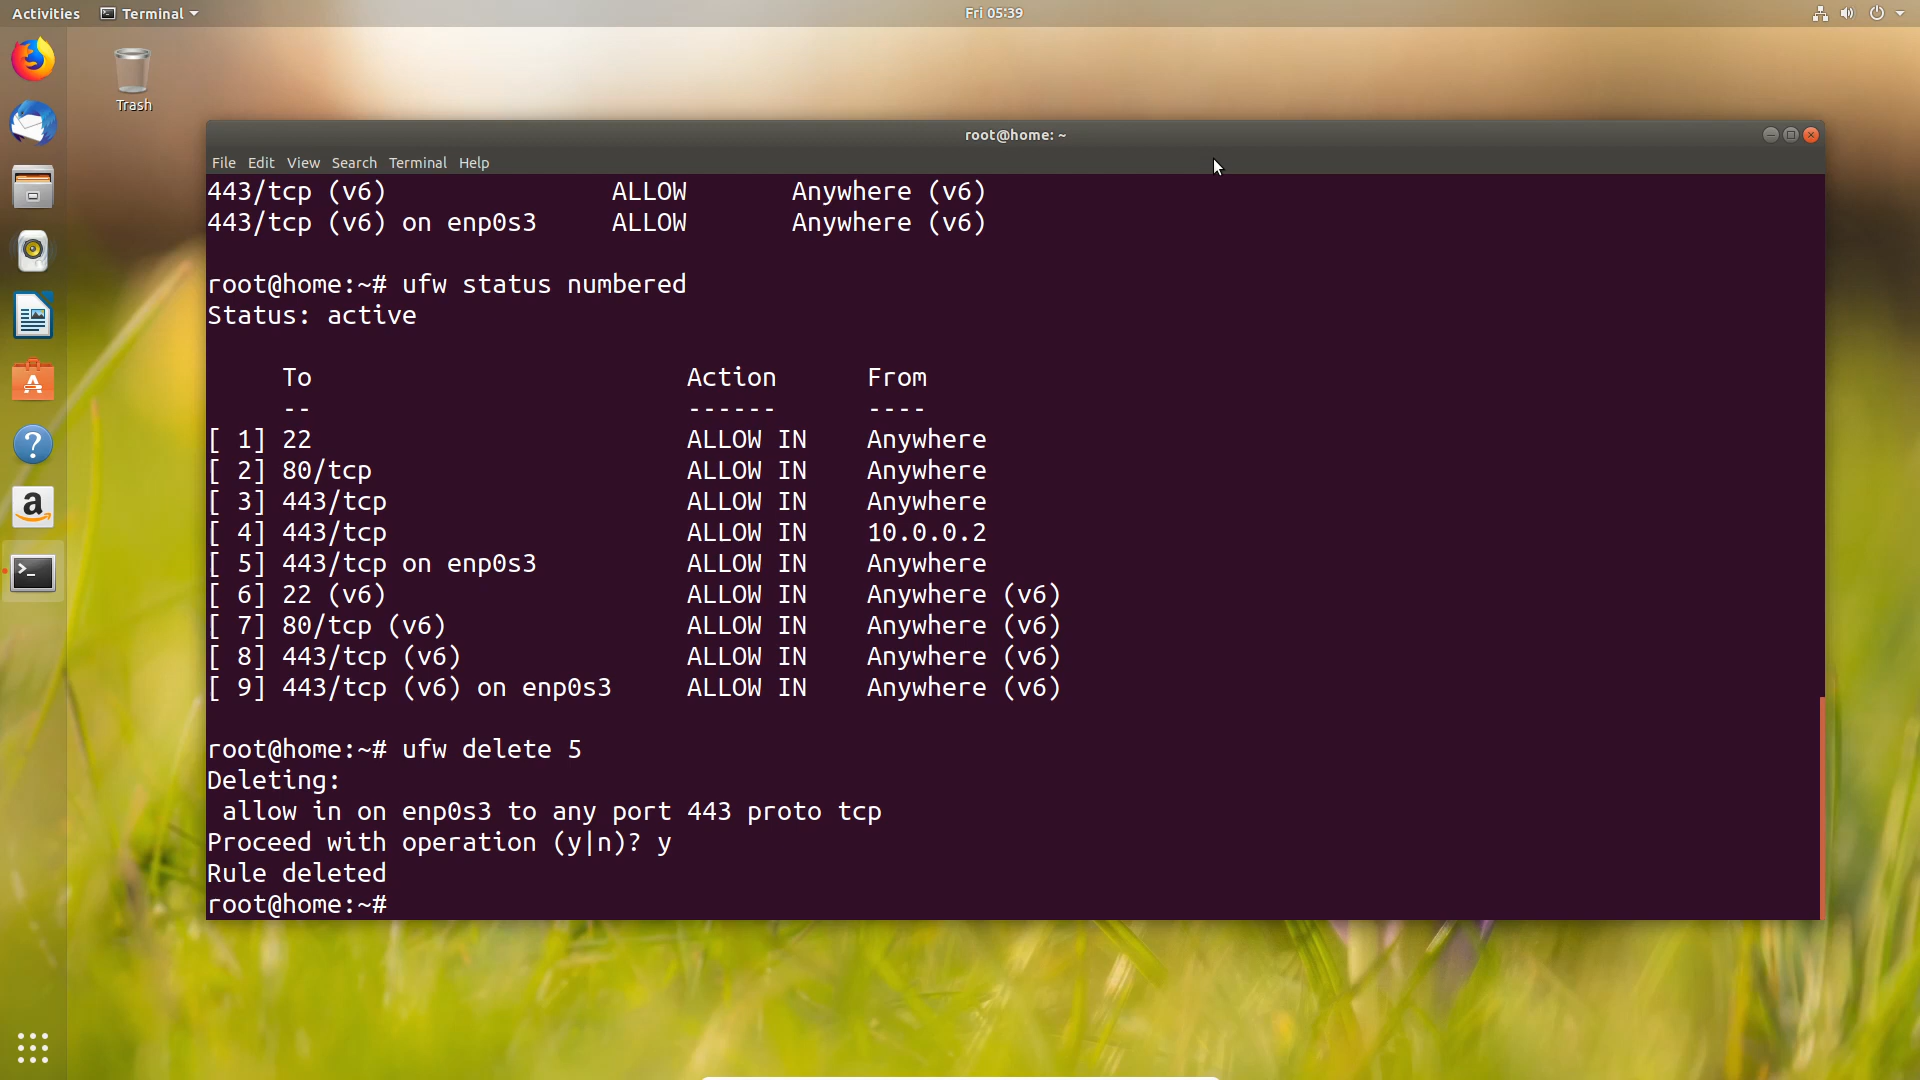 Activities Terminal Fri 05:39
Trash
root@home: ~
File Edit View Search Terminal Help
443/tcp (v6)               ALLOW       Anywhere (v6)
443/tcp (v6) on enp0s3     ALLOW       Anywhere (v6)
root@home:~# ufw status numbered
Status: active
     To                         Action      From
     --                         ------      ----
[ 1] 22                         ALLOW IN    Anywhere
[ 2] 80/tcp                     ALLOW IN    Anywhere
[ 3] 443/tcp                    ALLOW IN    Anywhere
[ 4] 443/tcp                    ALLOW IN    10.0.0.2
[ 5] 443/tcp on enp0s3          ALLOW IN    Anywhere
[ 6] 22 (v6)                    ALLOW IN    Anywhere (v6)
[ 7] 80/tcp (v6)                ALLOW IN    Anywhere (v6)
[ 8] 443/tcp (v6)               ALLOW IN    Anywhere (v6)
[ 9] 443/tcp (v6) on enp0s3     ALLOW IN    Anywhere (v6)
root@home:~# ufw delete 5
Deleting:
 allow in on enp0s3 to any port 443 proto tcp
Proceed with operation (y|n)? y
Rule deleted
root@home:~#